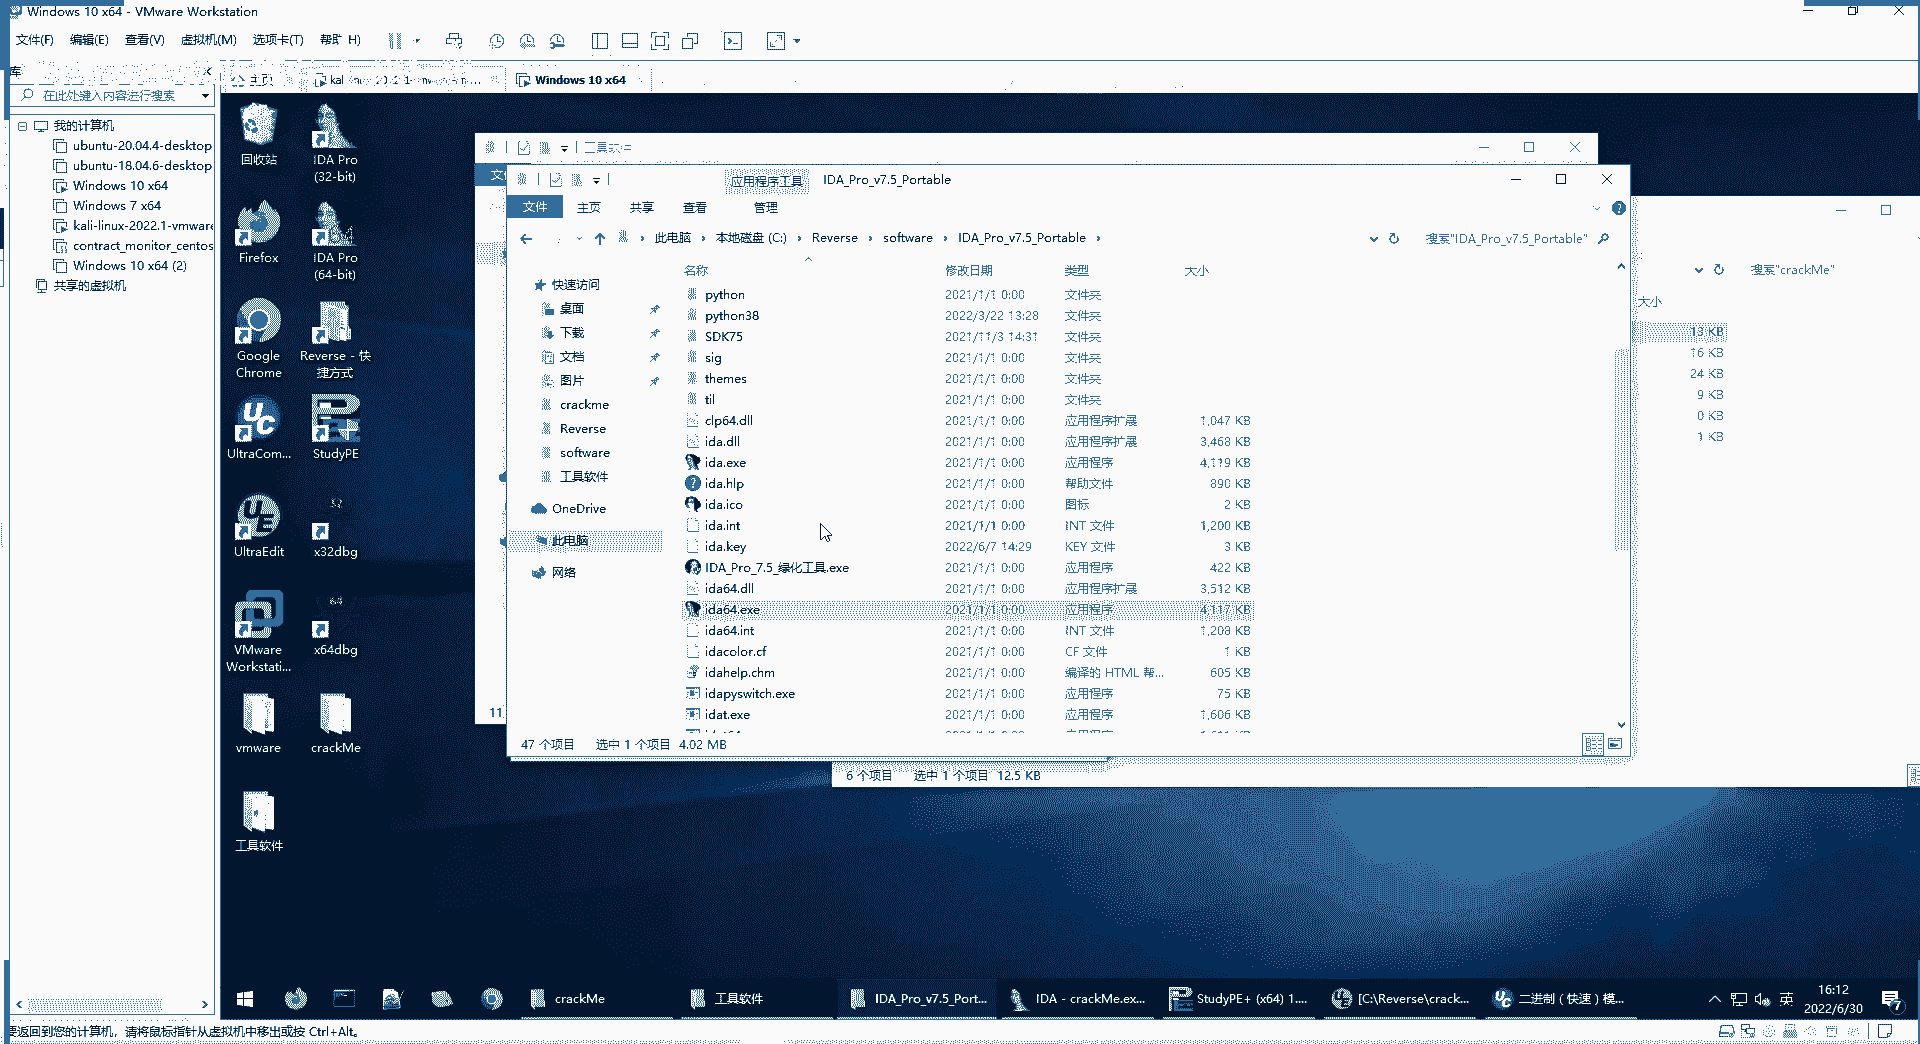 Windows 10 x64 - VMware Workstation
文件(F) 编辑(E) 查看(V) 虚拟机(M) 选项卡(T) 帮助 H)
库
主页
Windows 10 x64
在此处键入内容进行搜索
我的计算机
ubuntu-20.04.4-desktop
ubuntu-18.04.6-desktop
Windows 10 x64
Windows 7 x64
kali-linux-2022.1-vmware
contract_monitor_centos
Windows 10 x64 (2)
共享的虚拟机
回收站
IDA Pro
(32-bit)
Firefox
IDA Pro
(64-bit)
Google
Chrome
Reverse - 快
捷方式
UltraCom...
StudyPE
UltraEdit
x32dbg
VMware
Workstati...
x64dbg
vmware
crackMe
工具软件
工具软件
应用程序工具 IDA_Pro_v7.5_Portable
文件 主页 共享 查看 管理
此电脑 › 本地磁盘 (C:) › Reverse › software › IDA_Pro_v7.5_Portable ›
搜索"IDA_Pro_v7.5_Portable"
快速访问
桌面
下载
文档
图片
crackme
Reverse
software
工具软件
OneDrive
此电脑
网络
名称 修改日期 类型 大小
python 2021/1/1 0:00 文件夹
python38 2022/3/22 13:28 文件夹
SDK75 2021/11/3 14:31 文件夹
sig 2021/1/1 0:00 文件夹
themes 2021/1/1 0:00 文件夹
til 2021/1/1 0:00 文件夹
clp64.dll 2021/1/1 0:00 应用程序扩展 1,047 KB
ida.dll 2021/1/1 0:00 应用程序扩展 3,468 KB
ida.exe 2021/1/1 0:00 应用程序 4,119 KB
ida.hlp 2021/1/1 0:00 帮助文件 890 KB
ida.ico 2021/1/1 0:00 图标 2 KB
ida.int 2021/1/1 0:00 INT 文件 1,200 KB
ida.key 2022/6/7 14:29 KEY 文件 3 KB
IDA_Pro_7.5_绿化工具.exe 2021/1/1 0:00 应用程序 422 KB
ida64.dll 2021/1/1 0:00 应用程序扩展 3,512 KB
ida64.exe 2021/1/1 0:00 应用程序 4,117 KB
ida64.int 2021/1/1 0:00 INT 文件 1,208 KB
idacolor.cf 2021/1/1 0:00 CF 文件 1 KB
idahelp.chm 2021/1/1 0:00 编译的 HTML 帮... 605 KB
idapyswitch.exe 2021/1/1 0:00 应用程序 75 KB
idat.exe 2021/1/1 0:00 应用程序 1,606 KB
47 个项目 选中 1 个项目 4.02 MB
11
搜索"crackMe"
大小
13 KB
16 KB
24 KB
9 KB
0 KB
1 KB
6 个项目 选中 1 个项目 12.5 KB
crackMe
工具软件
IDA_Pro_v7.5_Port...
IDA - crackMe.ex...
StudyPE+ (x64) 1....
[C:\Reverse\crack...
二进制 ( 快速 ) 模...
英
16:12
2022/6/30
7
要返回到您的计算机，请将鼠标指针从虚拟机中移出或按 Ctrl+Alt。